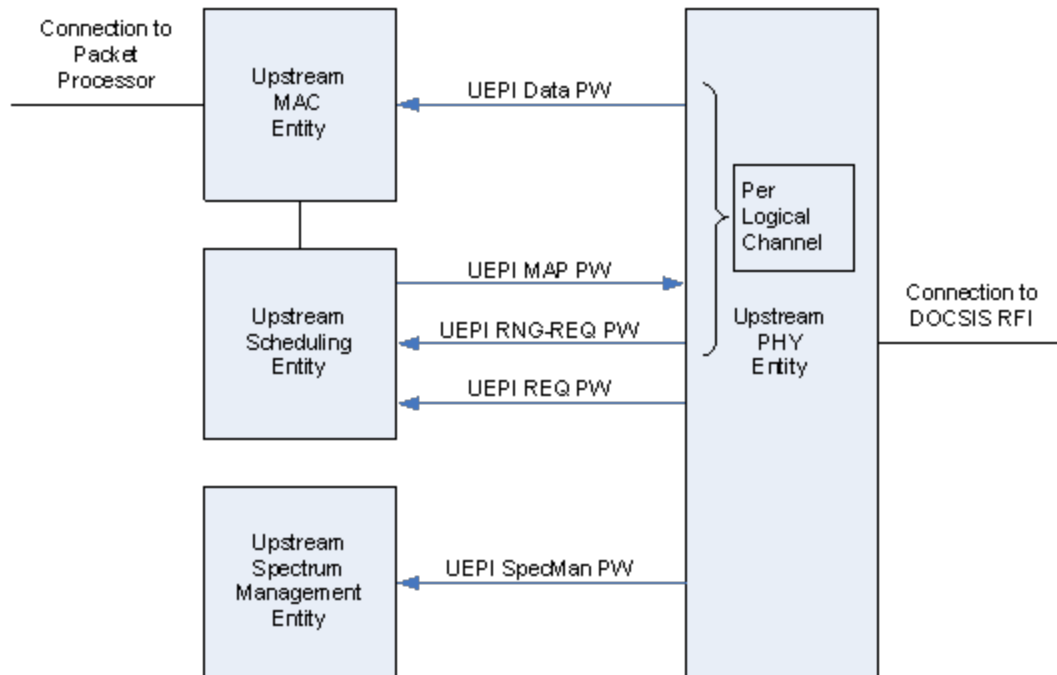 Connection to
Packet
Processor
Upstream
MAC
Entity
UEPI Data PW
Per
Logical
Channel
UEPI MAP PW
Upstream
Scheduling
Entity
UEPI RNG-REQ PW
Upstream
PHY
Entity
Connection to
DOCSIS RFI
UEPI REQ PW
Upstream
Spectrum
Management
Entity
UEPI SpecMan PW